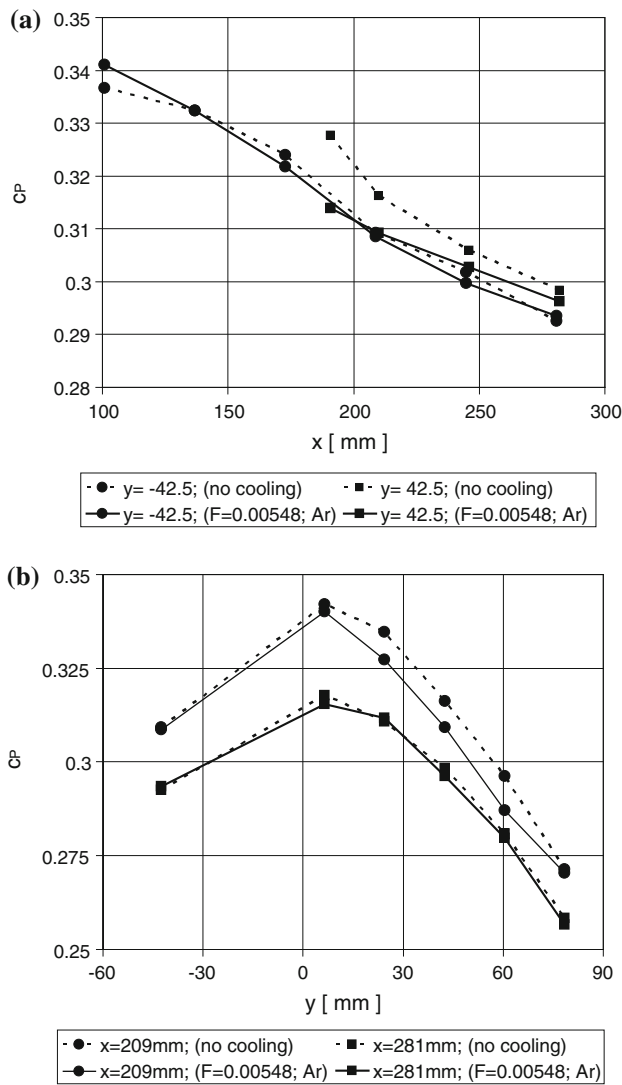 (a)
0.35
0.34
0.33
0.32
0.31
0.3
0.29
0.28
cP
100
150
200
250
300
x [ mm ]
y= -42.5; (no cooling)
y= 42.5; (no cooling)
y= -42.5; (F=0.00548; Ar)
y= 42.5; (F=0.00548; Ar)
(b)
0.35
0.325
0.3
0.275
0.25
cP
-60
-30
0
30
60
90
y [ mm ]
x=209mm; (no cooling)
x=281mm; (no cooling)
x=209mm; (F=0.00548; Ar)
x=281mm; (F=0.00548; Ar)